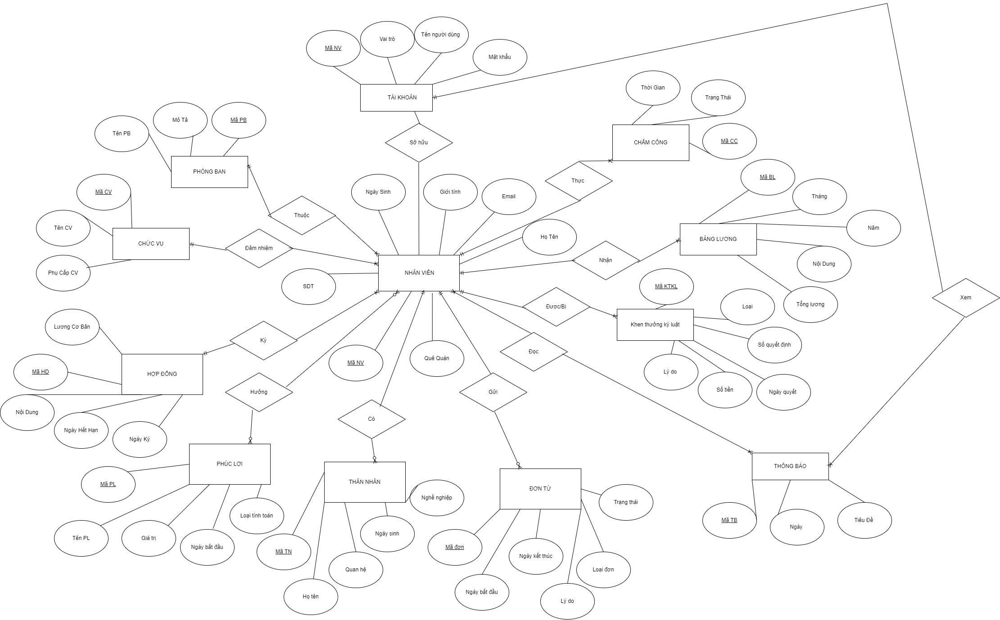 Tên người dùng
Vai trò
Mã NV
Mật khẩu
TÀI KHOẢN
Thời Gian
Trạng Thái
Mô Tả
Mã PB
Tên PB
Sở hữu
CHẤM CÔNG
Mã CC
PHÒNG BAN
Mã BL
Thực
Mã CV
Ngày Sinh
Giới tính
Email
Tháng
Thuộc
Tên CV
Năm
Họ Tên
BẢNG LƯƠNG
CHỨC VỤ
Đảm nhiệm
Nhận
Nội Dung
Phụ Cấp CV
NHÂN VIÊN
SDT
Mã KTKL
Xem
Tổng lương
Được/Bị
Loại
Khen thưởng kỷ luật
Lương Cơ Bản
Ký
Số quyết định
Đọc
Mã NV
Quê Quán
Mã HD
HỢP ĐỒNG
Lý do
Số tiền
Ngày quyết
Hưởng
Gửi
Nội Dung
Có
Ngày Hết Hạn
Ngày Ký
PHÚC LỢI
THÔNG BÁO
Mã PL
THÂN NHÂN
ĐƠN TỪ
Nghề nghiệp
Trạng thái
Loại tính toán
Mã TB
Ngày
Tiêu Đề
Tên PL
Giá trị
Ngày bắt đầu
Ngày sinh
Mã đơn
Mã TN
Ngày kết thúc
Quan hệ
Loại đơn
Ngày bắt đầu
Họ tên
Lý do